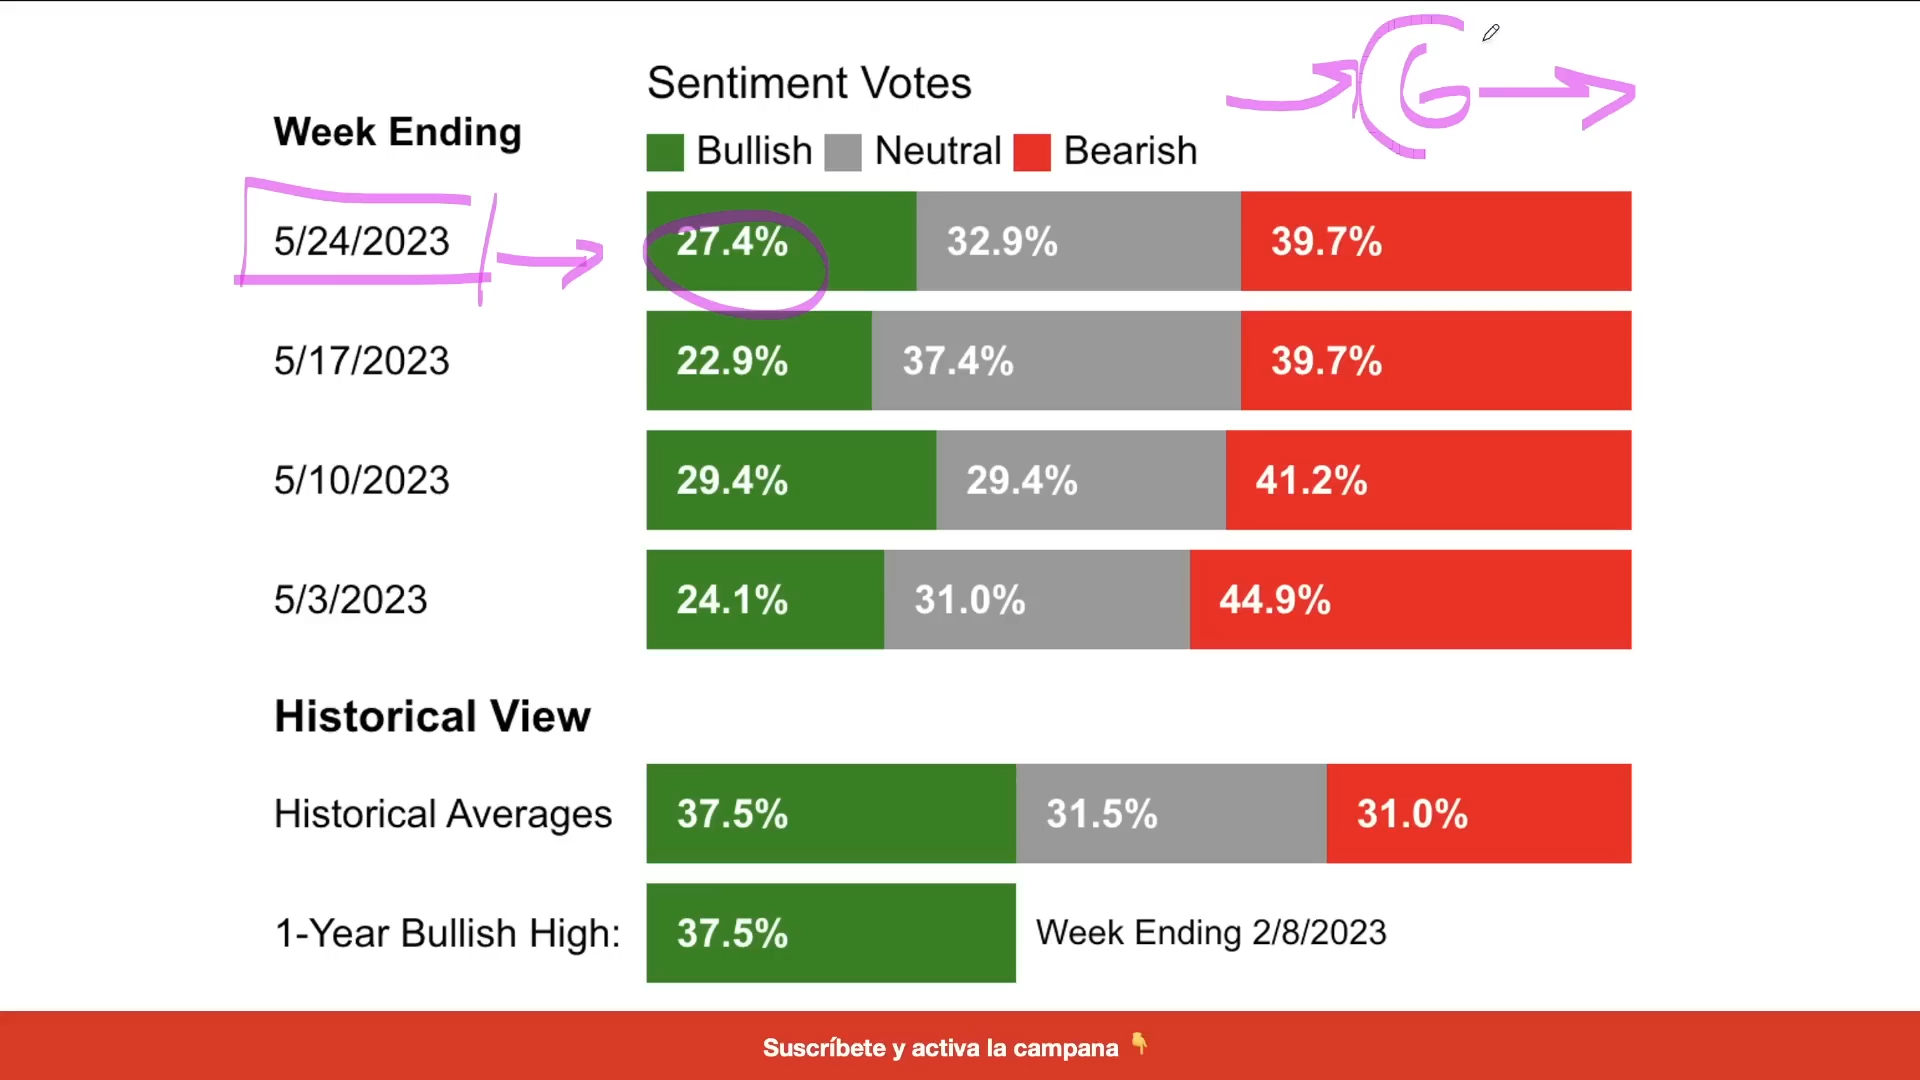 Sentiment Votes
6
Week Ending
Bullish Neutral Bearish
5/24/2023 27.4% 32.9% 39.7%
5/17/2023 22.9% 37.4% 39.7%
5/10/2023 29.4% 29.4% 41.2%
5/3/2023 24.1% 31.0% 44.9%
Historical View
Historical Averages 37.5% 31.5% 31.0%
1-Year Bullish High: 37.5% Week Ending 2/8/2023
Suscríbete y activa la campana 👇